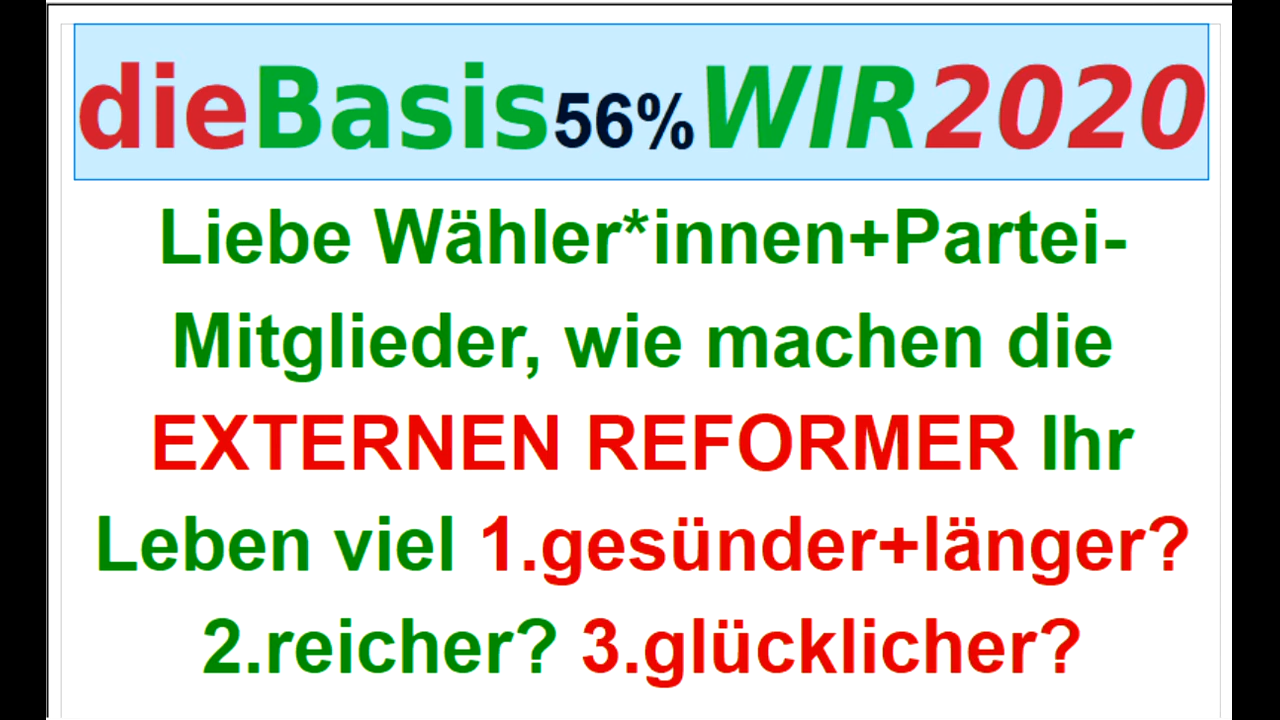 dieBasis56%WIR2020
Liebe Wähler*innen+Partei-
Mitglieder, wie machen die
EXTERNEN REFORMER Ihr
Leben viel 1.gesünder+länger?
2.reicher? 3.glücklicher?